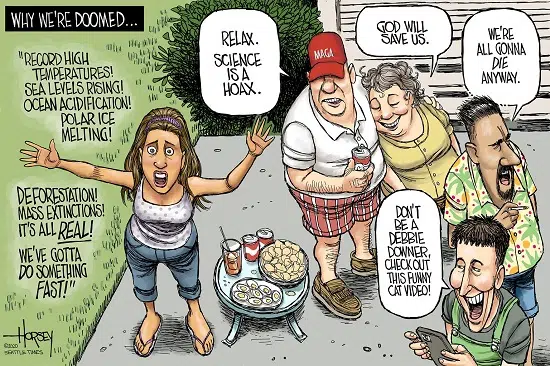 WHY WE'RE DOOMED...
"RECORD HIGH
TEMPERATURES!
SEA LEVELS RISING!
OCEAN ACIDIFICATION!
POLAR ICE
MELTING!
DEFORESTATION!
MASS EXTINCTIONS!
IT'S ALL REAL!
WE'VE GOTTA
DO SOMETHING
FAST!"
RELAX.
SCIENCE
IS A
HOAX.
MAGA
GOD WILL
SAVE US.
WE'RE
ALL GONNA
DIE
ANYWAY.
DON'T
BE A
DEBBIE
DOWNER,
CHECK OUT
THIS FUNNY
CAT VIDEO!
HORSEY
©2020
SEATTLE TIMES